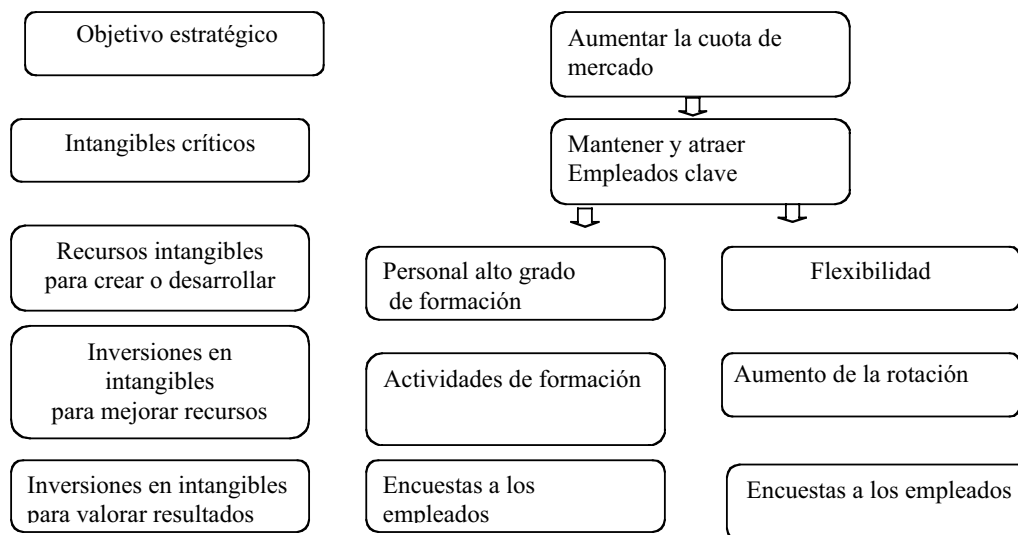 Objetivo estratégico
Aumentar la cuota de
mercado
Intangibles críticos
Mantener y atraer
Empleados clave
Recursos intangibles
para crear o desarrollar
Personal alto grado
de formación
Flexibilidad
Inversiones en
intangibles
para mejorar recursos
Actividades de formación
Aumento de la rotación
Inversiones en intangibles
para valorar resultados
Encuestas a los
empleados
Encuestas a los empleados